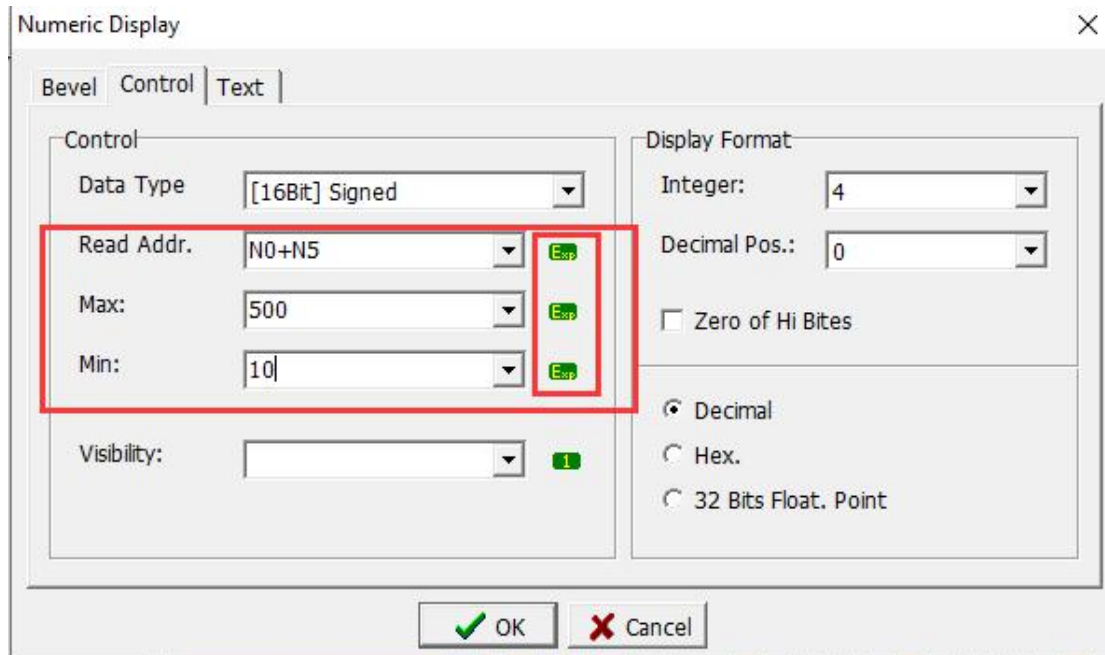 Numeric Display
Bevel Control Text
Control
Data Type [16Bit] Signed
Read Addr. N0+N5 Exp
Max: 500 Exp
Min: 10 Exp
Visibility: 1
Display Format
Integer: 4
Decimal Pos.: 0
Zero of Hi Bites
Decimal
Hex.
32 Bits Float. Point
OK Cancel